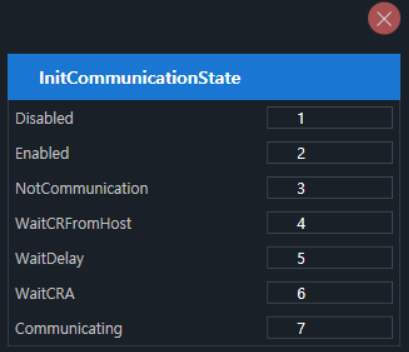 InitCommunicationState
Disabled 1
Enabled 2
NotCommunication 3
WaitCRFromHost 4
WaitDelay 5
WaitCRA 6
Communicating 7